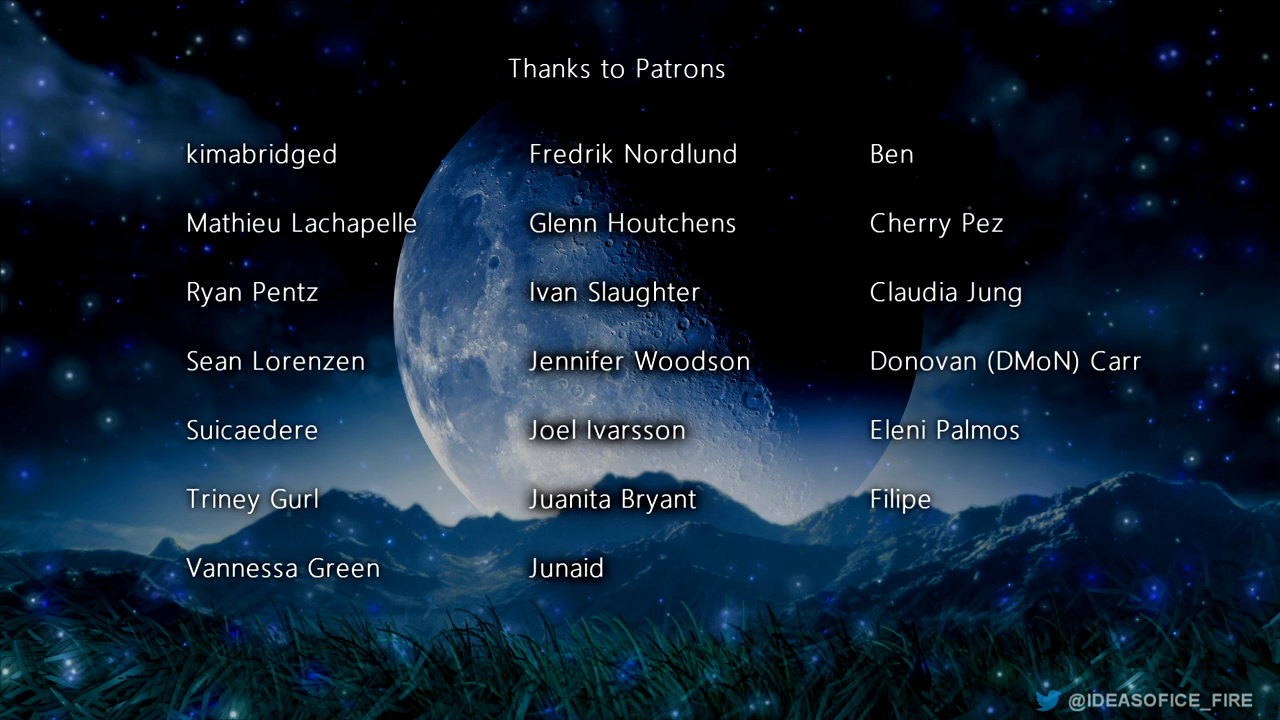 Thanks to Patrons
kimabridged
Mathieu Lachapelle
Ryan Pentz
Sean Lorenzen
Suicaedere
Triney Gurl
Vannessa Green
Fredrik Nordlund
Glenn Houtchens
Ivan Slaughter
Jennifer Woodson
Joel Ivarsson
Juanita Bryant
Junaid
Ben
Cherry Pez
Claudia Jung
Donovan (DMoN) Carr
Eleni Palmos
Filipe
@IDEASOFICE_FIRE